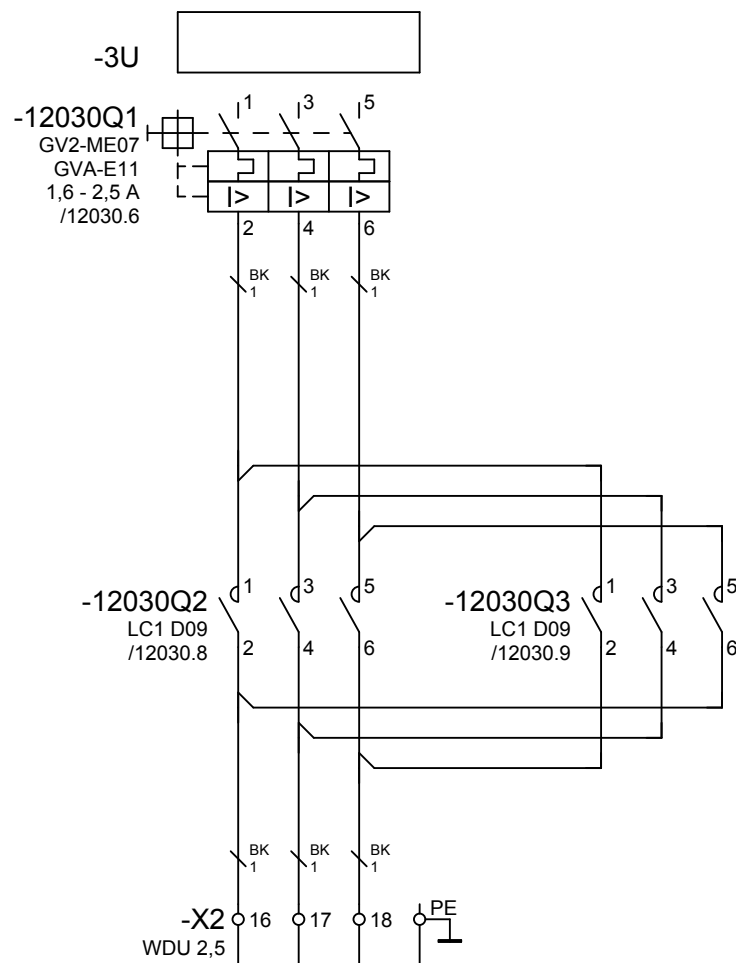 -3U
1 3 5
-12030Q1
GV2-ME07
GVA-E11
1,6 - 2,5 A
/12030.6
I> I> I>
2 4 6
BK BK BK
1 1 1
1 3 5 1 3 5
-12030Q2 -12030Q3
LC1 D09 LC1 D09
/12030.8 /12030.9
2 4 6 2 4 6
BK BK BK
1 1 1
-X2 16 17 18 PE
WDU 2,5